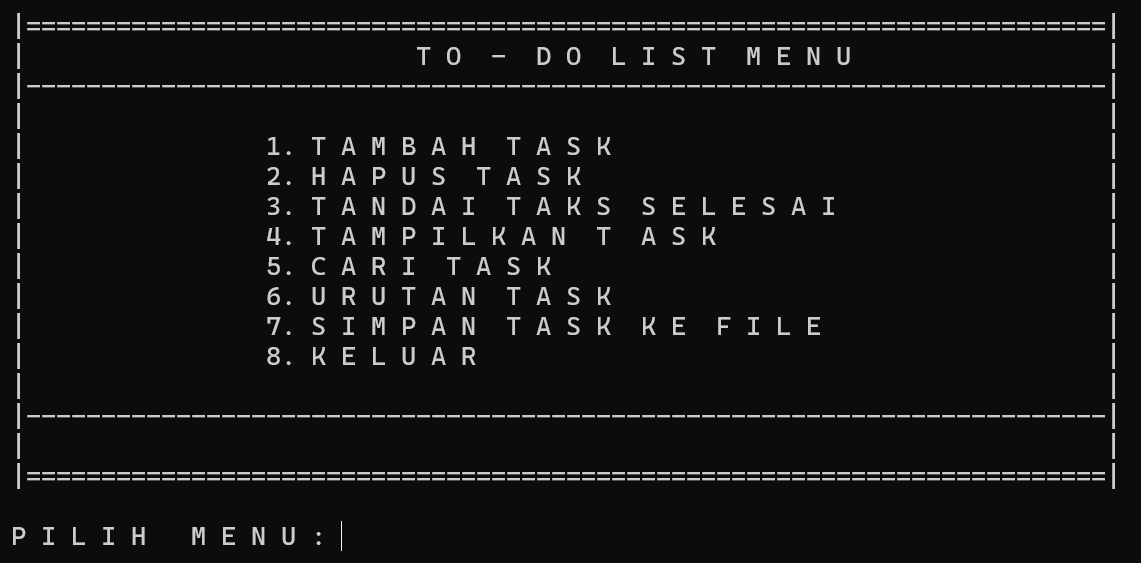 T O - D O L I S T M E N U
1. T A M B A H T A S K
2. H A P U S T A S K
3. T A N D A I T A K S S E L E S A I
4. T A M P I L K A N T A S K
5. C A R I T A S K
6. U R U T A N T A S K
7. S I M P A N T A S K K E F I L E
8. K E L U A R
P I L I H M E N U :